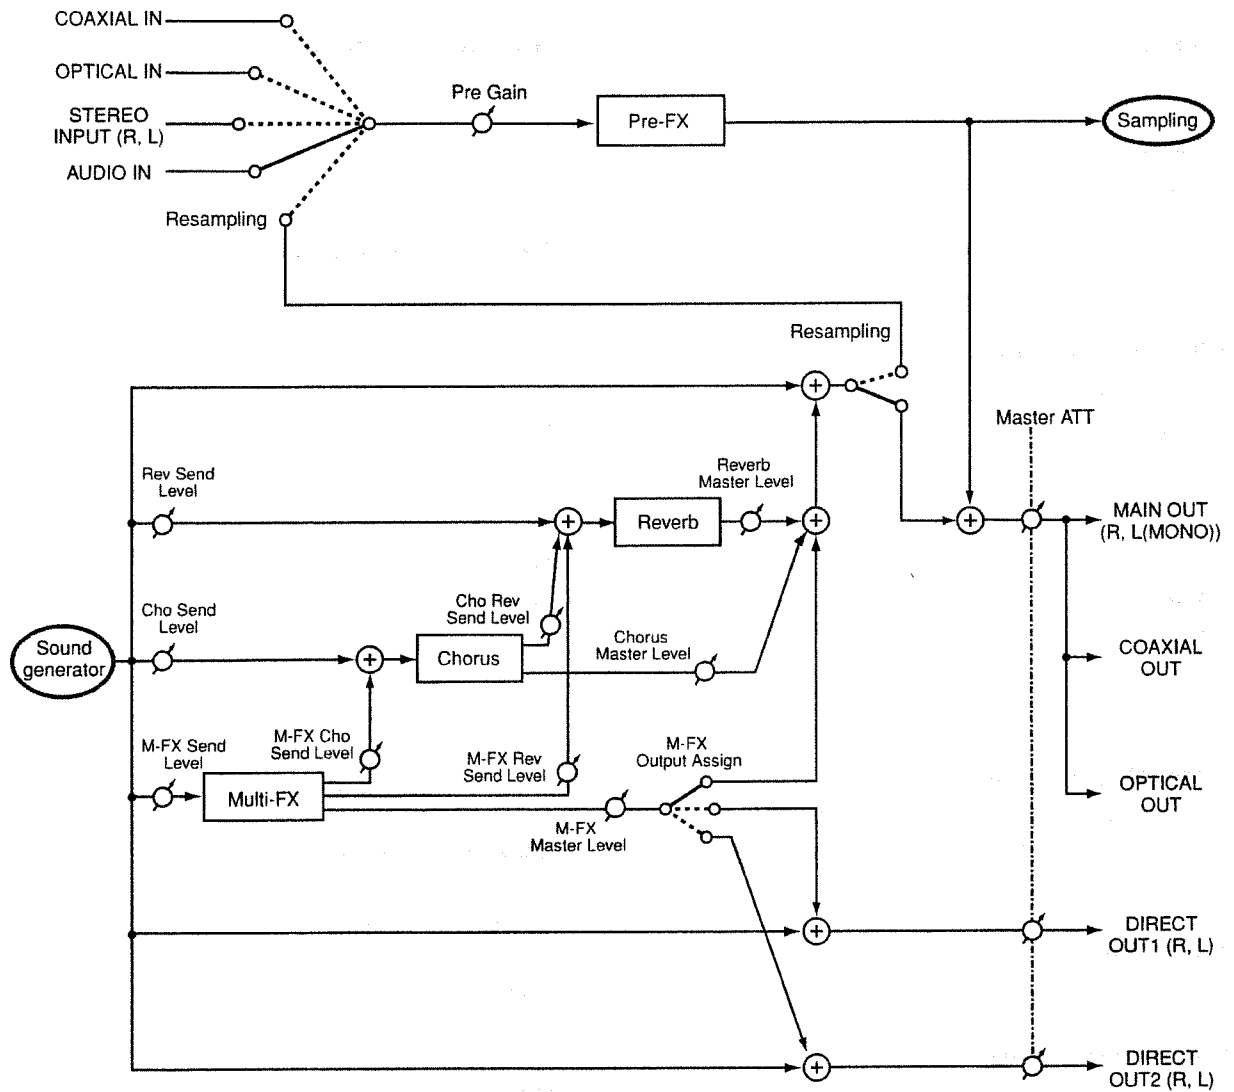 COAXIAL IN
OPTICAL IN
STEREO
INPUT (R, L)
AUDIO IN
Resampling
Pre Gain
Pre-FX
Sampling
Resampling
Master ATT
Rev Send
Level
Reverb
Master Level
+
+
Reverb
+
+
MAIN OUT
(R, L(MONO))
Cho Send
Level
Cho Rev
Send Level
Sound
generator
+
Chorus
Chorus
Master Level
COAXIAL
OUT
M-FX Send
Level
M-FX Cho
Send Level
M-FX Rev
Send Level
M-FX
Output Assign
Multi-FX
M-FX
Master Level
OPTICAL
OUT
+
DIRECT
OUT1 (R, L)
+
DIRECT
OUT2 (R, L)